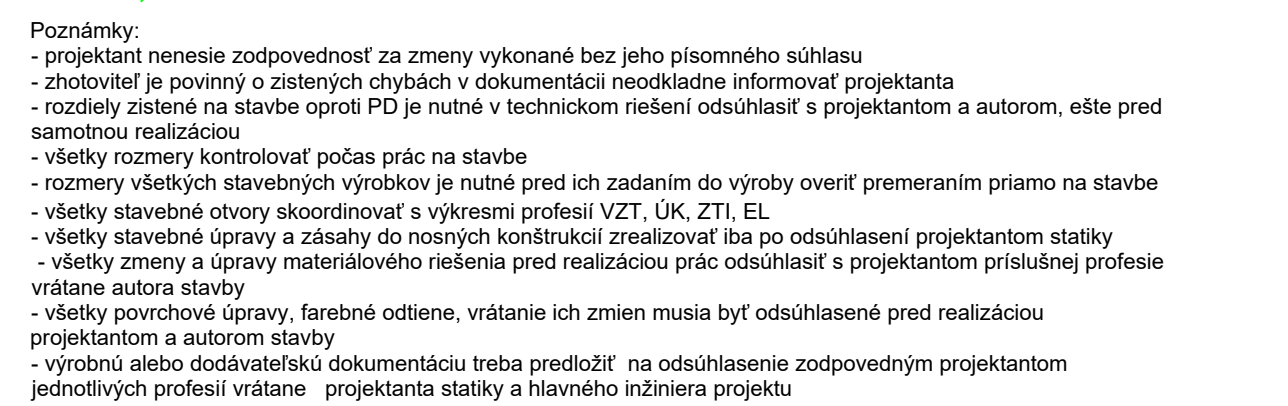 Poznámky:
- projektant nenesie zodpovednosť za zmeny vykonané bez jeho písomného súhlasu
- zhotoviteľ je povinný o zistených chybách v dokumentácii neodkladne informovať projektanta
- rozdiely zistené na stavbe oproti PD je nutné v technickom riešení odsúhlasiť s projektantom a autorom, ešte pred
samotnou realizáciou
- všetky rozmery kontrolovať počas prác na stavbe
- rozmery všetkých stavebných výrobkov je nutné pred ich zadaním do výroby overiť premeraním priamo na stavbe
- všetky stavebné otvory skoordinovať s výkresmi profesií VZT, ÚK, ZTI, EL
- všetky stavebné úpravy a zásahy do nosných konštrukcií zrealizovať iba po odsúhlasení projektantom statiky
- všetky zmeny a úpravy materiálového riešenia pred realizáciou prác odsúhlasiť s projektantom príslušnej profesie
vrátane autora stavby
- všetky povrchové úpravy, farebné odtiene, vrátanie ich zmien musia byť odsúhlasené pred realizáciou
projektantom a autorom stavby
- výrobnú alebo dodávateľskú dokumentáciu treba predložiť  na odsúhlasenie zodpovedným projektantom
jednotlivých profesií vrátane   projektanta statiky a hlavného inžiniera projektu